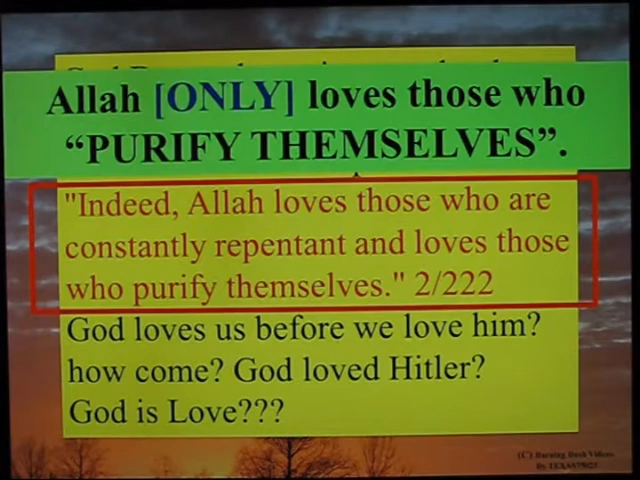 Allah [ONLY] loves those who
“PURIFY THEMSELVES”.
"Indeed, Allah loves those who are
constantly repentant and loves those
who purify themselves." 2/222
God loves us before we love him?
how come? God loved Hitler?
God is Love???
(C) Burning Bush Videos